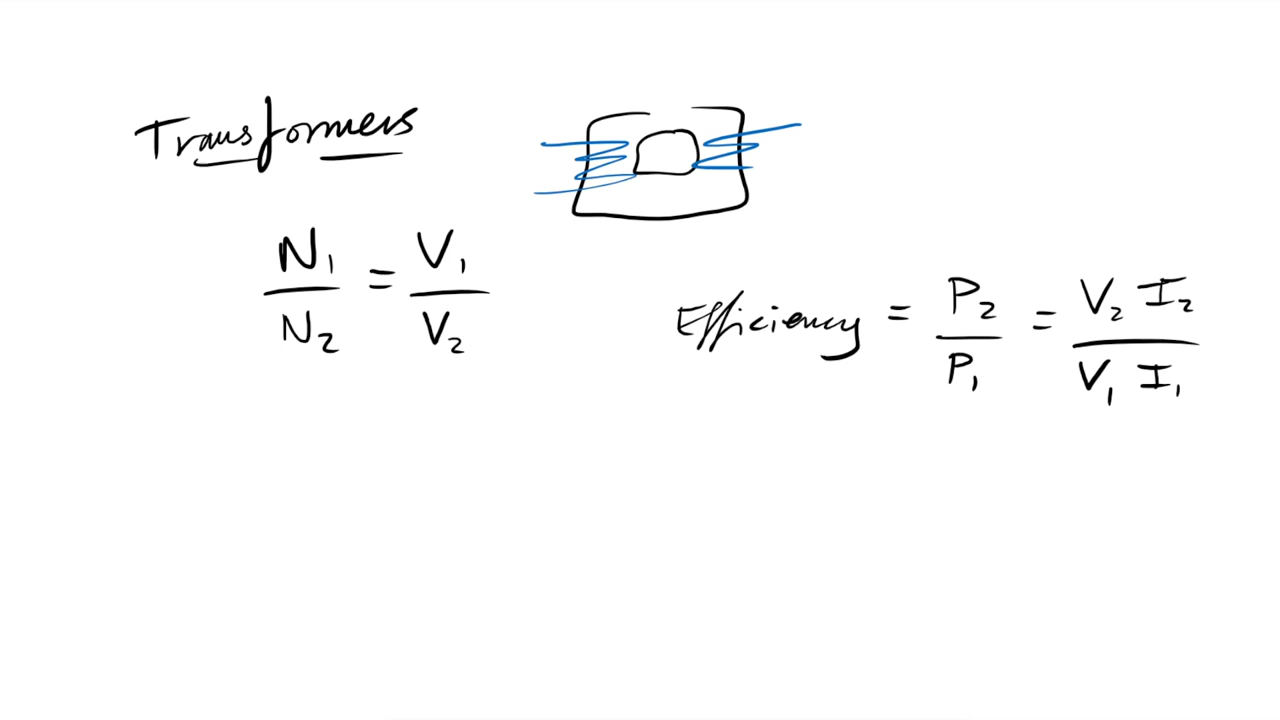 Transformers
N₁/N₂ = V₁/V₂
Efficiency = P₂/P₁ = V₂ I₂/V₁ I₁